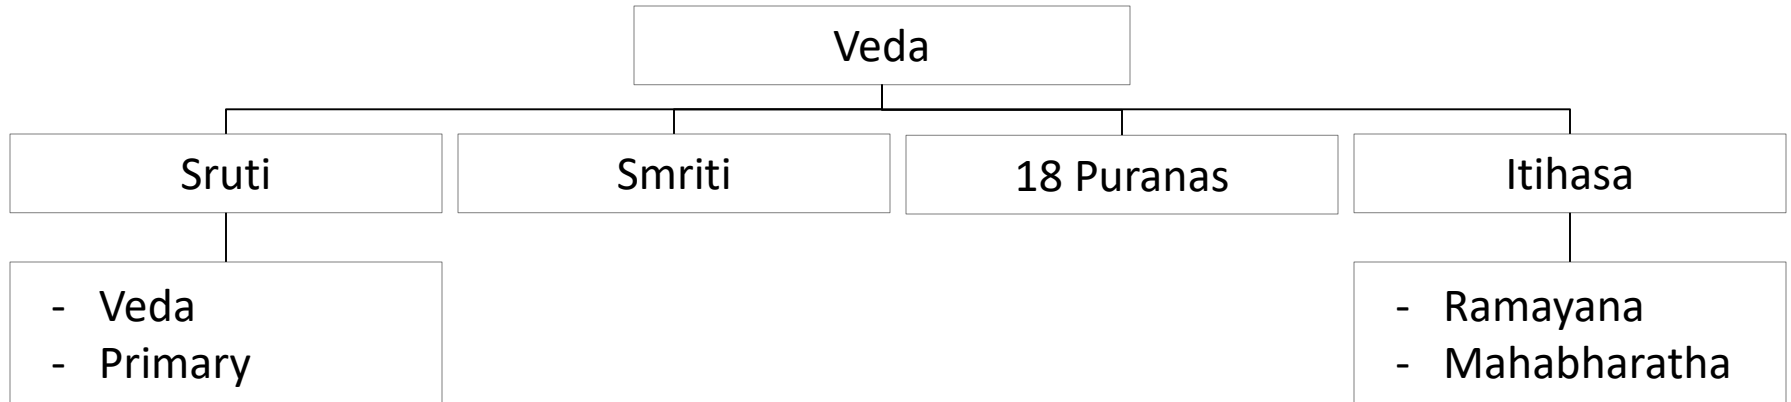 Veda
Sruti
Smriti
18 Puranas
Itihasa
- Veda
- Primary
- Ramayana
- Mahabharatha